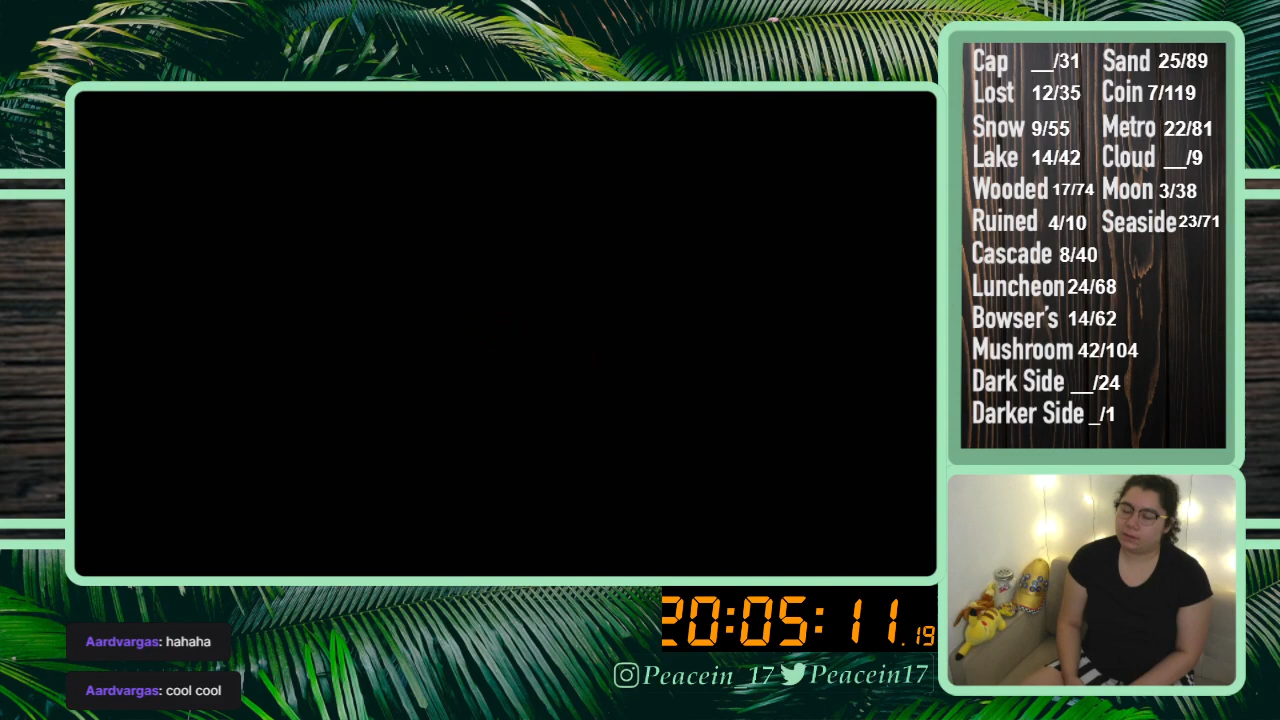 Cap __/31 Sand 25/89
Lost 12/35 Coin 7/119
Snow 9/55 Metro 22/81
Lake 14/42 Cloud __/9
Wooded 17/74 Moon 3/38
Ruined 4/10 Seaside 23/71
Cascade 8/40
Luncheon 24/68
Bowser's 14/62
Mushroom 42/104
Dark Side __/24
Darker Side _/1
20:05:11.19
Aardvargas: hahaha
Peacein_17 Peacein17
Aardvargas: cool cool